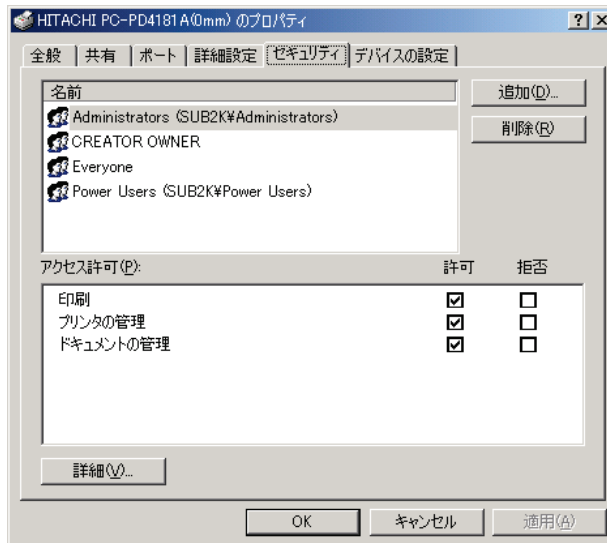 HITACHI PC-PD4181A(0mm) のプロパティ
全般 共有 ポート 詳細設定 セキュリティ デバイスの設定
名前
追加(D)...
Administrators (SUB2K¥Administrators)
削除(R)
CREATOR OWNER
Everyone
Power Users (SUB2K¥Power Users)
アクセス許可(P): 許可 拒否
印刷
プリンタの管理
ドキュメントの管理
詳細(V)...
OK キャンセル 適用(A)